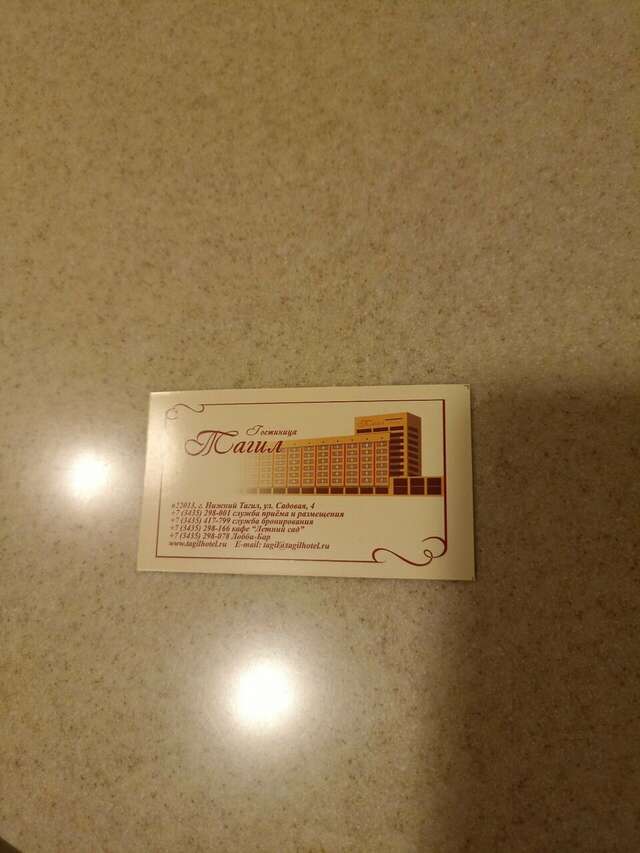 Гостиница
Тагил
г. Нижний Тагил, ул. Садовая, 4
+7 (3435) 298-001 служба приёма и размещения
+7 (3435) 417-799 служба бронирования
+7 (3435) 298-166 кафе "Летний сад"
+7 (3435) 298-078 Лобби-Бар
www.tagilhotel.ru E-mail: tagil@tagilhotel.ru